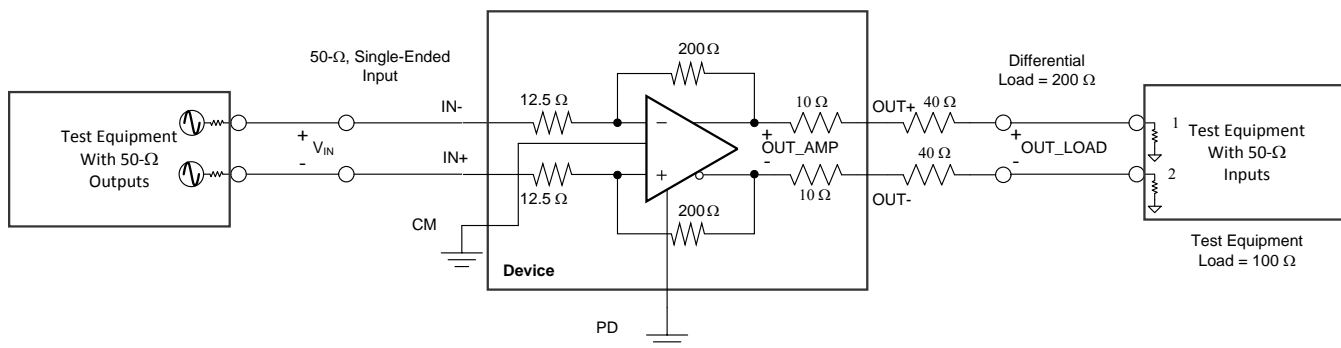 Test Equipment
With 50-Ω
Outputs
50-Ω, Single-Ended
Input
+
V_IN
-
IN-
IN+
CM
12.5 Ω
12.5 Ω
200 Ω
−
+
200 Ω
Device
PD
10 Ω
+
OUT_AMP
-
10 Ω
OUT+
OUT-
40 Ω
40 Ω
Differential
Load = 200 Ω
+
OUT_LOAD
-
1
2
Test Equipment
With 50-Ω
Inputs
Test Equipment
Load = 100 Ω